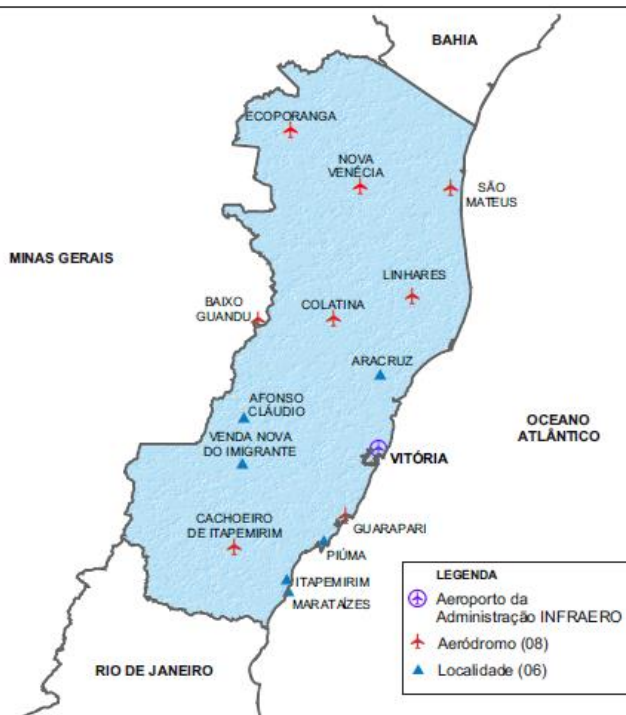 BAHIA
ECOPORANGA
NOVA
VENÉCIA
SÃO
MATEUS
MINAS GERAIS
LINHARES
BAIXO
GUANDU
COLATINA
ARACRUZ
AFONSO
CLÁUDIO
OCEANO
ATLÂNTICO
VENDA NOVA
DO IMIGRANTE
VITÓRIA
CACHOEIRO
DE ITAPEMIRIM
GUARAPARI
PIÚMA
ITAPEMIRIM
MARATAÍZES
RIO DE JANEIRO
LEGENDA
Aeroporto da
Administração INFRAERO
Aeródromo (08)
Localidade (06)